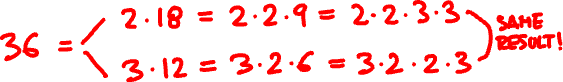 2·18 = 2·2·9 = 2·2·3·3
36 =
3·12 = 3·2·6 = 3·2·2·3
SAME
RESULT!